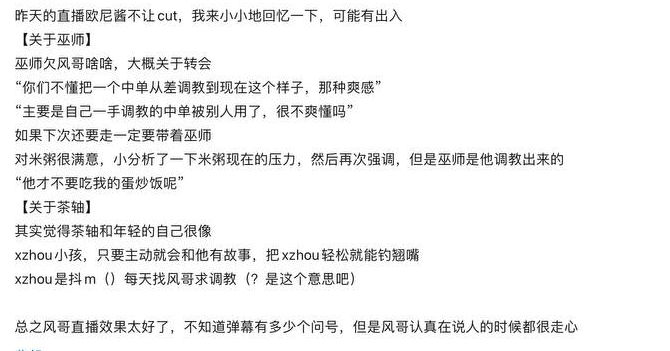 昨天的直播欧尼酱不让cut，我来小小地回忆一下，可能有出入
【关于巫师】
巫师欠风哥啥啥，大概关于转会
“你们不懂把一个中单从差调教到现在这个样子，那种爽感”
“主要是自己一手调教的中单被别人用了，很不爽懂吗”
如果下次还要走一定要带着巫师
对米粥很满意，小分析了一下米粥现在的压力，然后再次强调，但是巫师是他调教出来的
“他才不要吃我的蛋炒饭呢”
【关于茶轴】
其实觉得茶轴和年轻的自己很像
xzhou小孩，只要主动就会和他有故事，把xzhou轻松就能钓翘嘴
xzhou是抖m（）每天找风哥求调教（？是这个意思吧）
总之风哥直播效果太好了，不知道弹幕有多少个问号，但是风哥认真在说人的时候都很走心